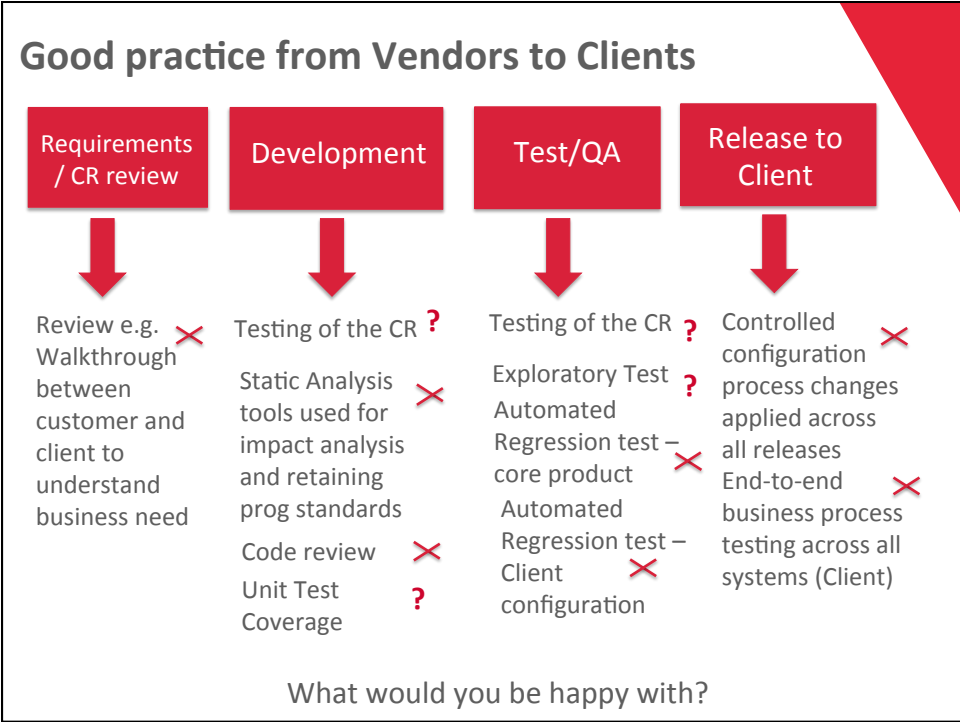 Good practice from Vendors to Clients
Requirements
/ CR review
Development
Test/QA
Release to
Client
Review e.g.
Walkthrough
between
customer and
client to
understand
business need
Testing of the CR ?
Static Analysis
tools used for
impact analysis
and retaining
prog standards
Code review
Unit Test
Coverage
?
Testing of the CR ?
Exploratory Test ?
Automated
Regression test –
core product
Automated
Regression test –
Client
configuration
Controlled
configuration
process changes
applied across
all releases
End-to-end
business process
testing across all
systems (Client)
What would you be happy with?